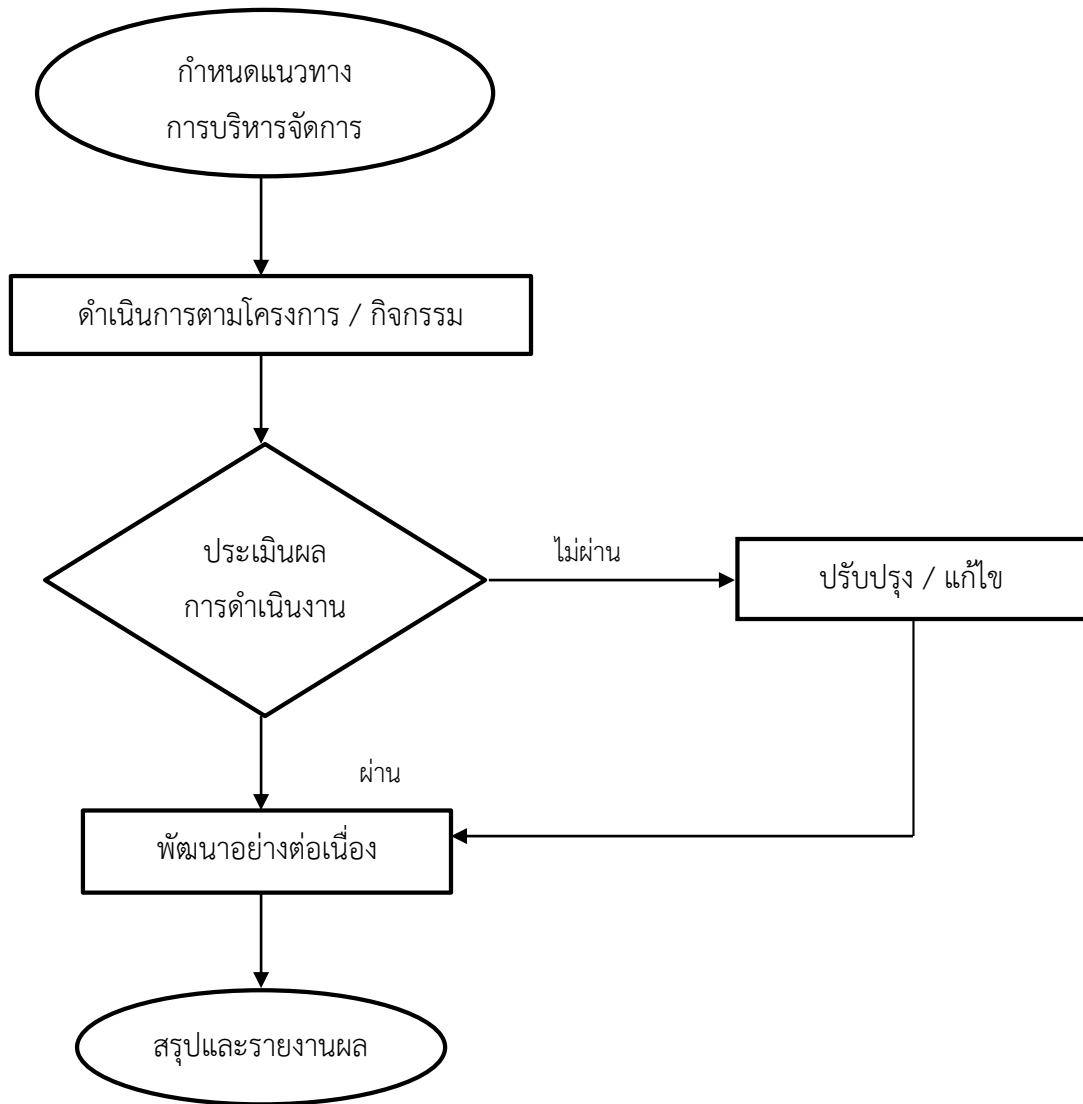 กำหนดแนวทาง
การบริหารจัดการ
ดำเนินการตามโครงการ / กิจกรรม
ประเมินผล
การดำเนินงาน
ไม่ผ่าน
ปรับปรุง / แก้ไข
ผ่าน
พัฒนาอย่างต่อเนื่อง
สรุปและรายงานผล